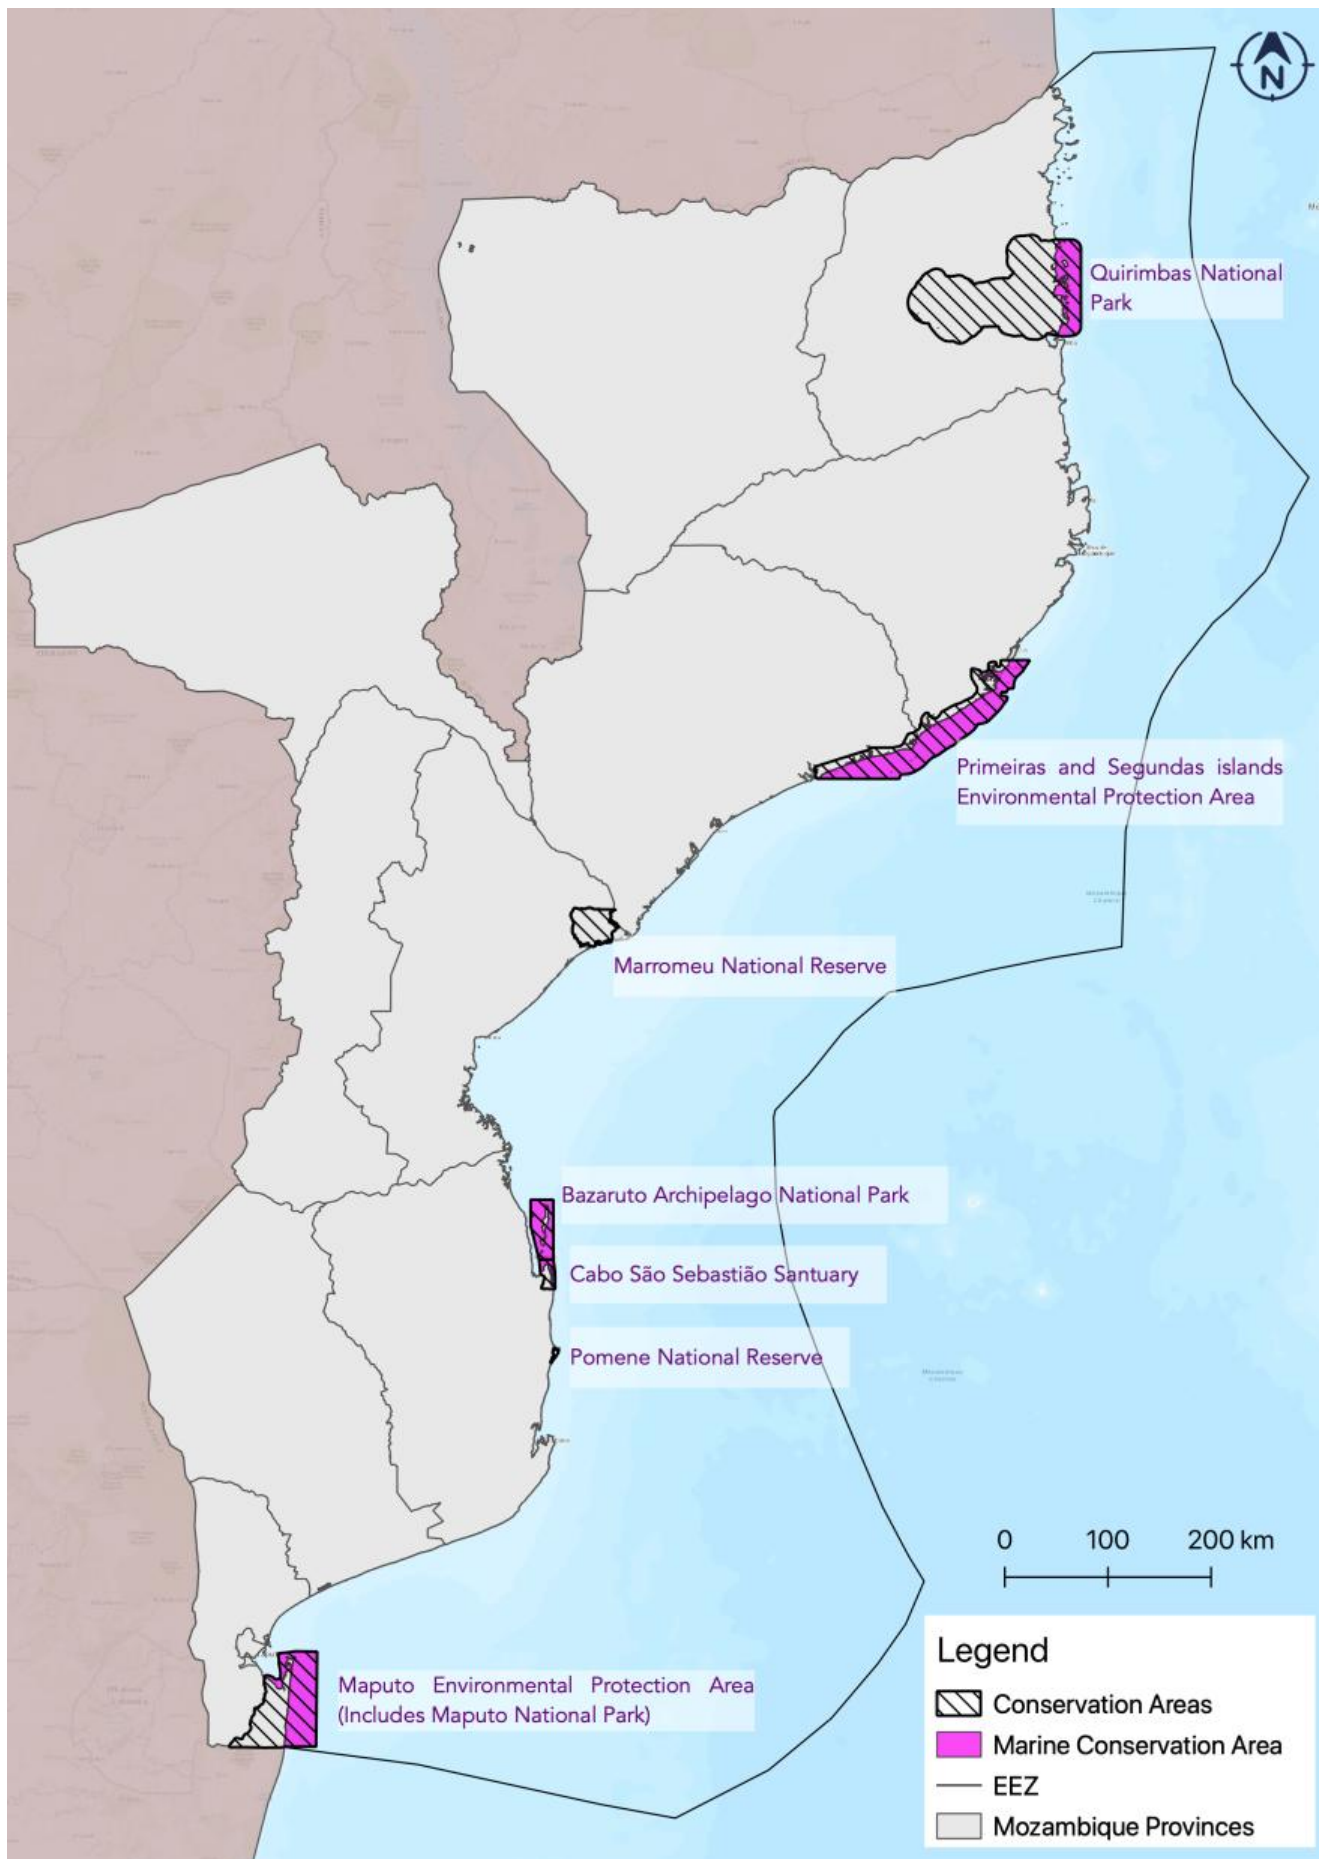 N
Quirimbas National
Park
Primeiras and Segundas islands
Environmental Protection Area
Marromeu National Reserve
Bazaruto Archipelago National Park
Cabo São Sebastião Santuary
Pomene National Reserve
0 100 200 km
Maputo Environmental Protection Area
(Includes Maputo National Park)
Legend
Conservation Areas
Marine Conservation Area
EEZ
Mozambique Provinces